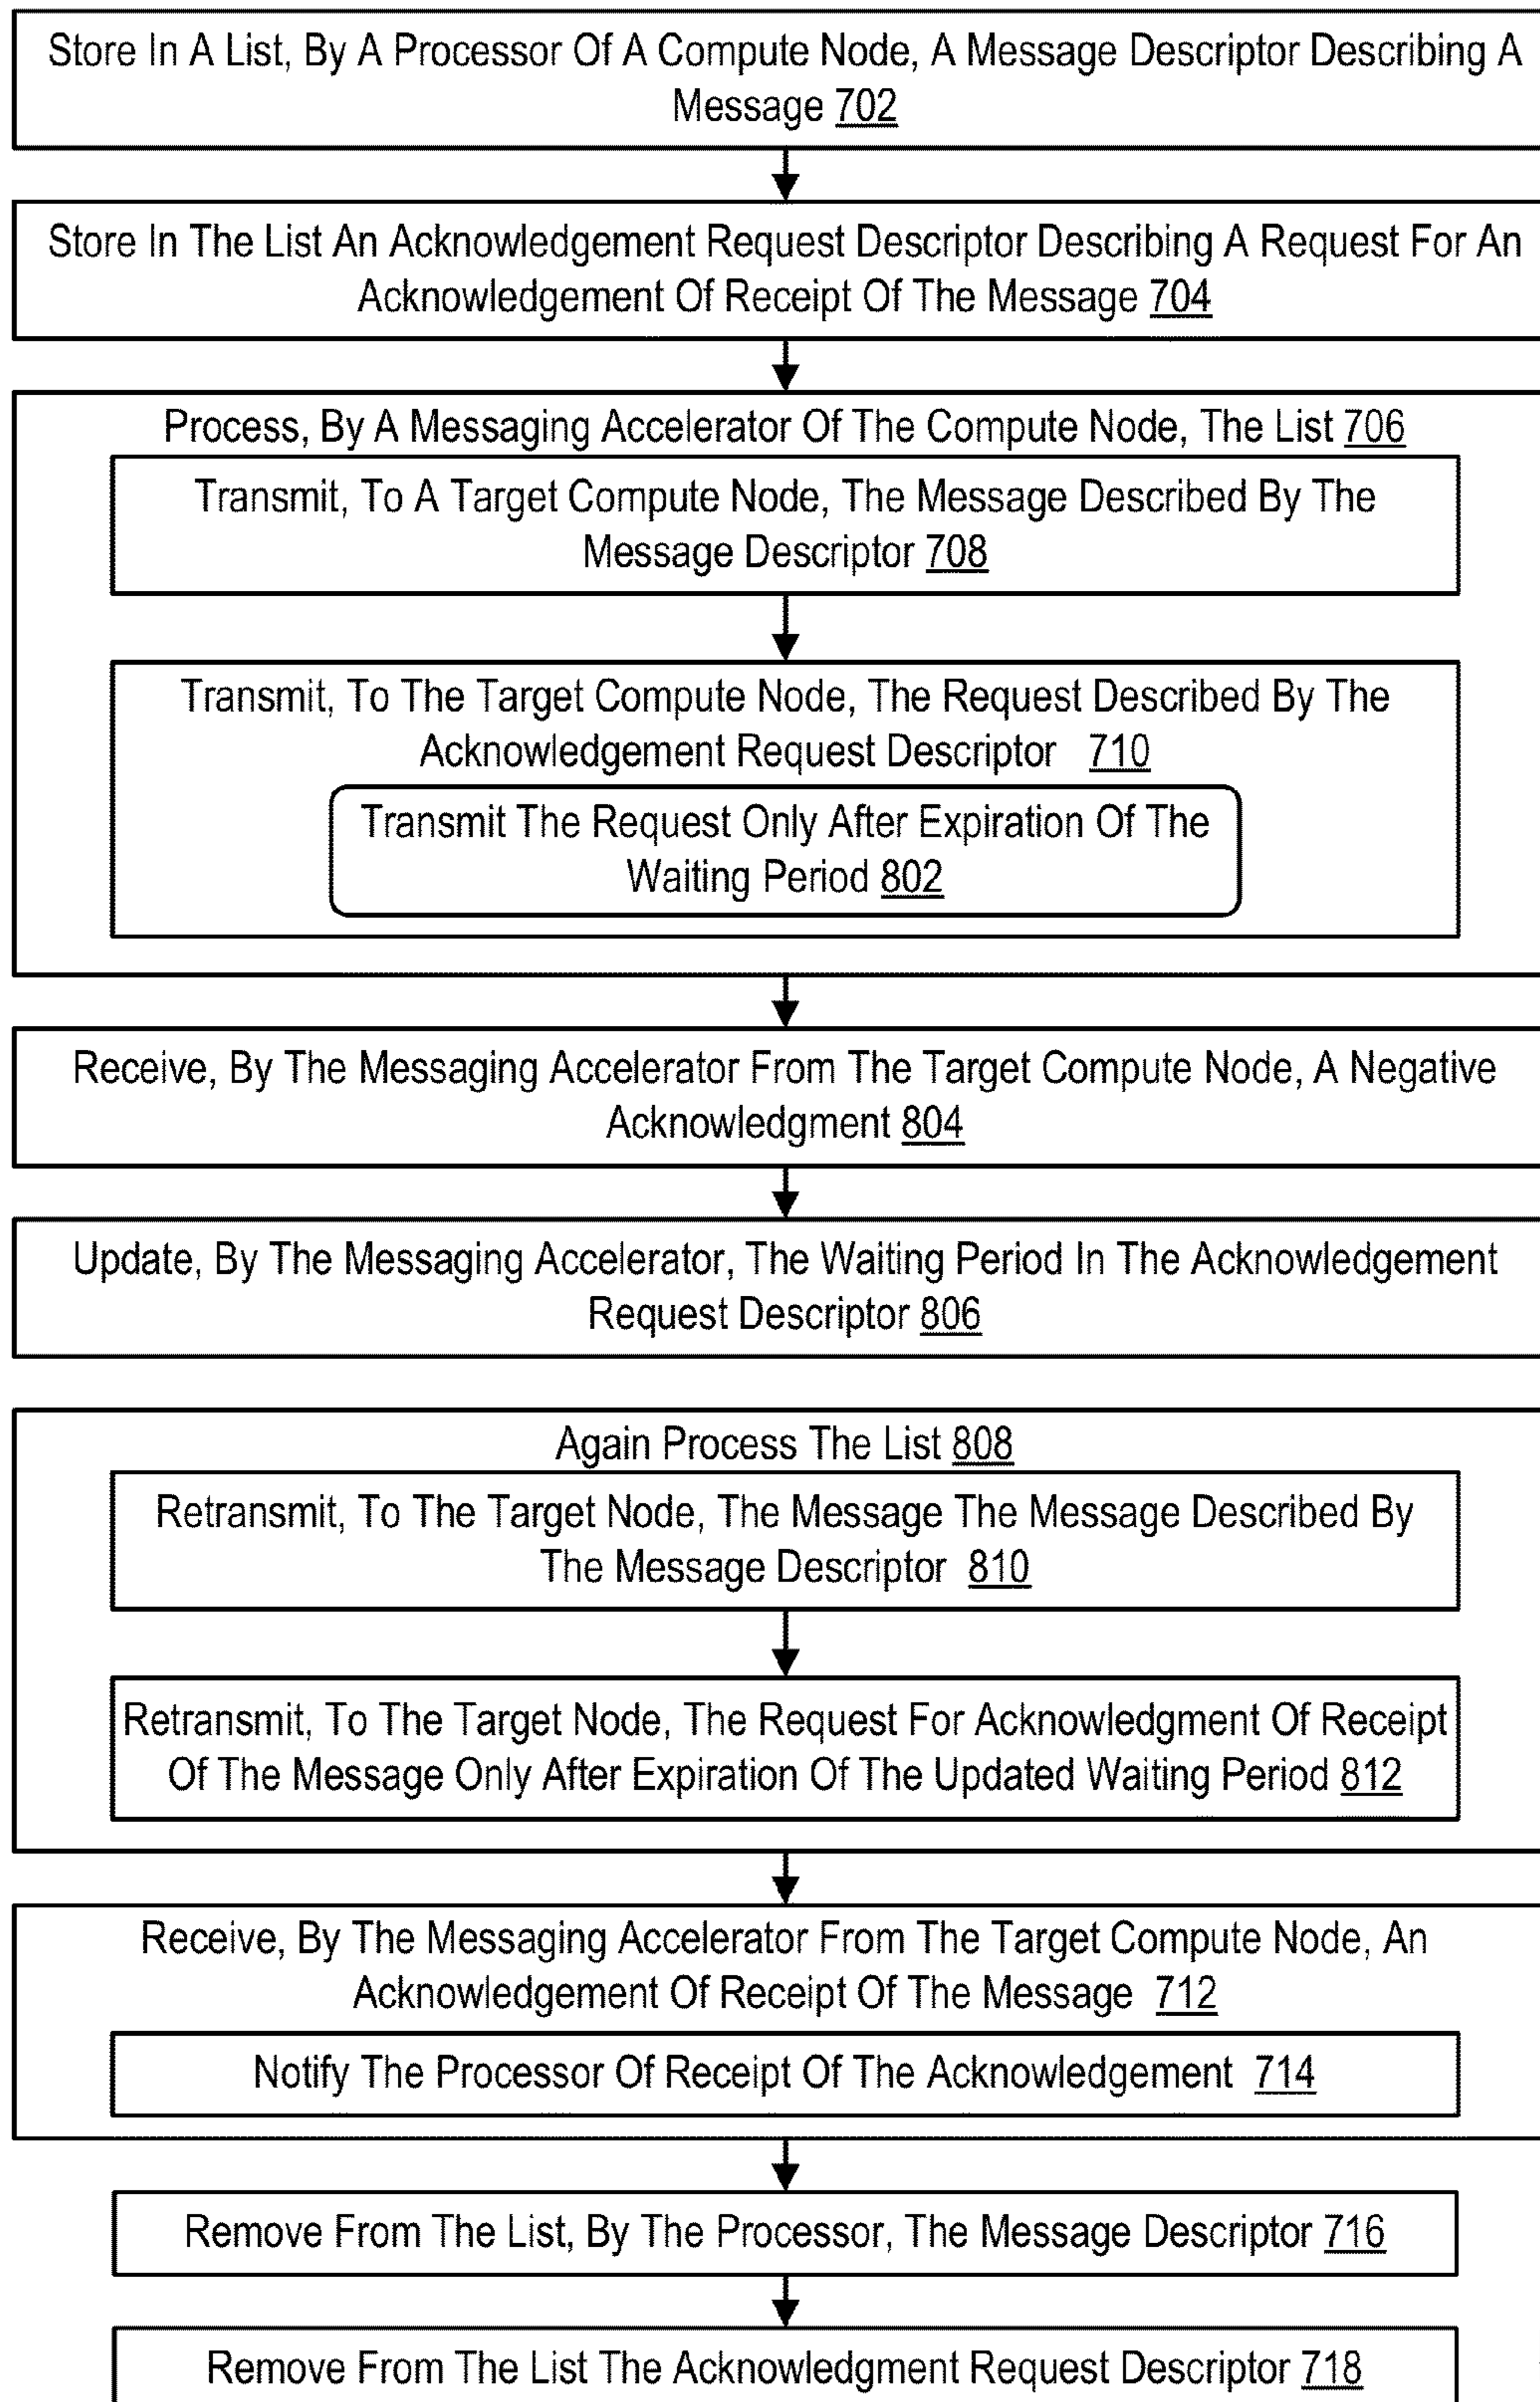 Store In A List, By A Processor Of A Compute Node, A Message Descriptor Describing A
Message 702
Store In The List An Acknowledgement Request Descriptor Describing A Request For An
Acknowledgement Of Receipt Of The Message 704
Process, By A Messaging Accelerator Of The Compute Node, The List 706
Transmit, To A Target Compute Node, The Message Described By The
Message Descriptor 708
Transmit, To The Target Compute Node, The Request Described By The
Acknowledgement Request Descriptor 710
Transmit The Request Only After Expiration Of The
Waiting Period 802
Receive, By The Messaging Accelerator From The Target Compute Node, A Negative
Acknowledgment 804
Update, By The Messaging Accelerator, The Waiting Period In The Acknowledgement
Request Descriptor 806
Again Process The List 808
Retransmit, To The Target Node, The Message The Message Described By
The Message Descriptor 810
Retransmit, To The Target Node, The Request For Acknowledgment Of Receipt
Of The Message Only After Expiration Of The Updated Waiting Period 812
Receive, By The Messaging Accelerator From The Target Compute Node, An
Acknowledgement Of Receipt Of The Message 712
Notify The Processor Of Receipt Of The Acknowledgement 714
Remove From The List, By The Processor, The Message Descriptor 716
Remove From The List The Acknowledgment Request Descriptor 718